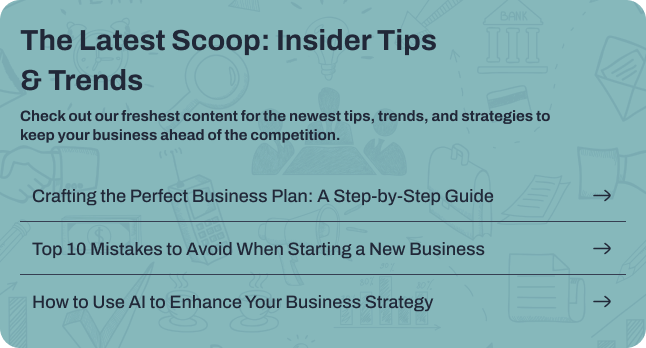 The Latest Scoop: Insider Tips
& Trends
Check out our freshest content for the newest tips, trends, and strategies to
keep your business ahead of the competition.
BANK
Crafting the Perfect Business Plan: A Step-by-Step Guide
Top 10 Mistakes to Avoid When Starting a New Business
How to Use AI to Enhance Your Business Strategy